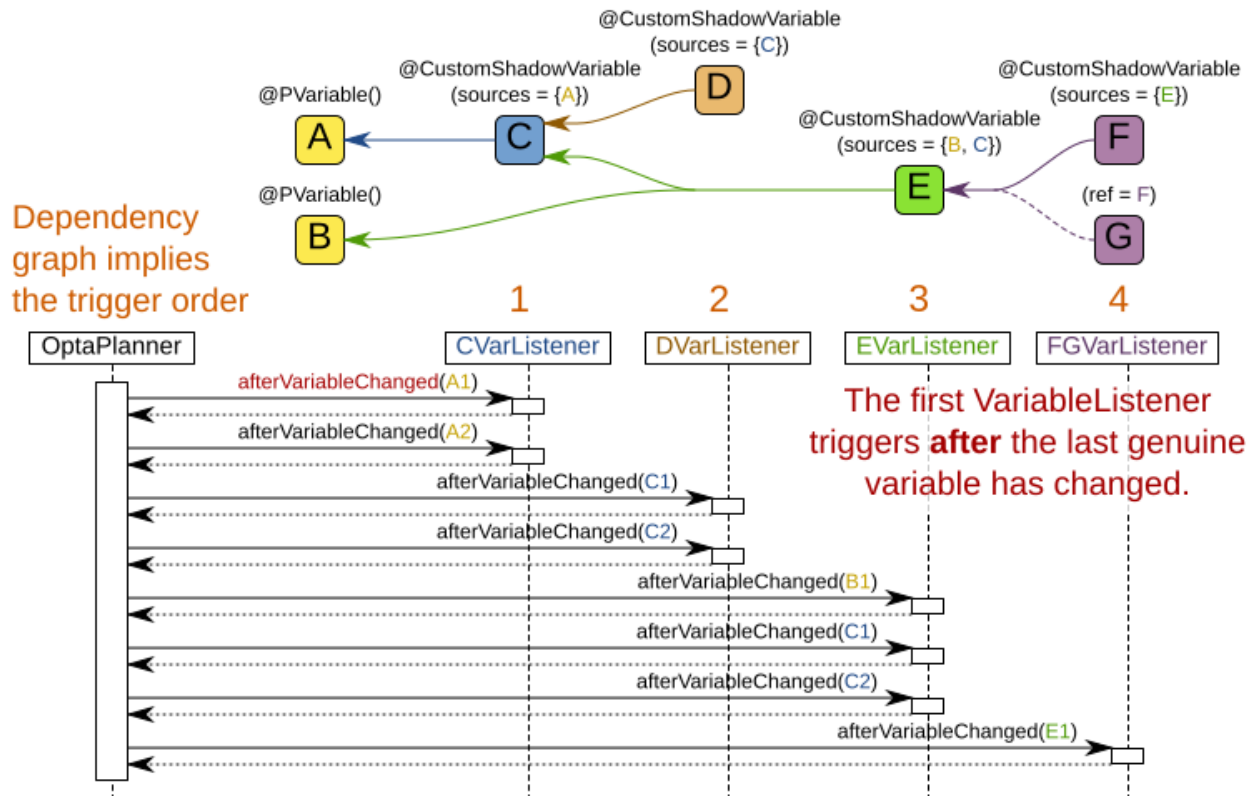 @CustomShadowVariable
(sources = {C})
D
@CustomShadowVariable
(sources = {A})
C
@CustomShadowVariable
(sources = {E})
F
@PVariable()
A
@CustomShadowVariable
(sources = {B, C})
E
@PVariable()
B
(ref = F)
G
Dependency
graph implies
the trigger order
1
2
3
4
OptaPlanner
CVarListener
DVarListener
EVarListener
FGVarListener
afterVariableChanged(A1)
The first VariableListener
triggers after the last genuine
variable has changed.
afterVariableChanged(A2)
afterVariableChanged(C1)
afterVariableChanged(C2)
afterVariableChanged(B1)
afterVariableChanged(C1)
afterVariableChanged(C2)
afterVariableChanged(E1)